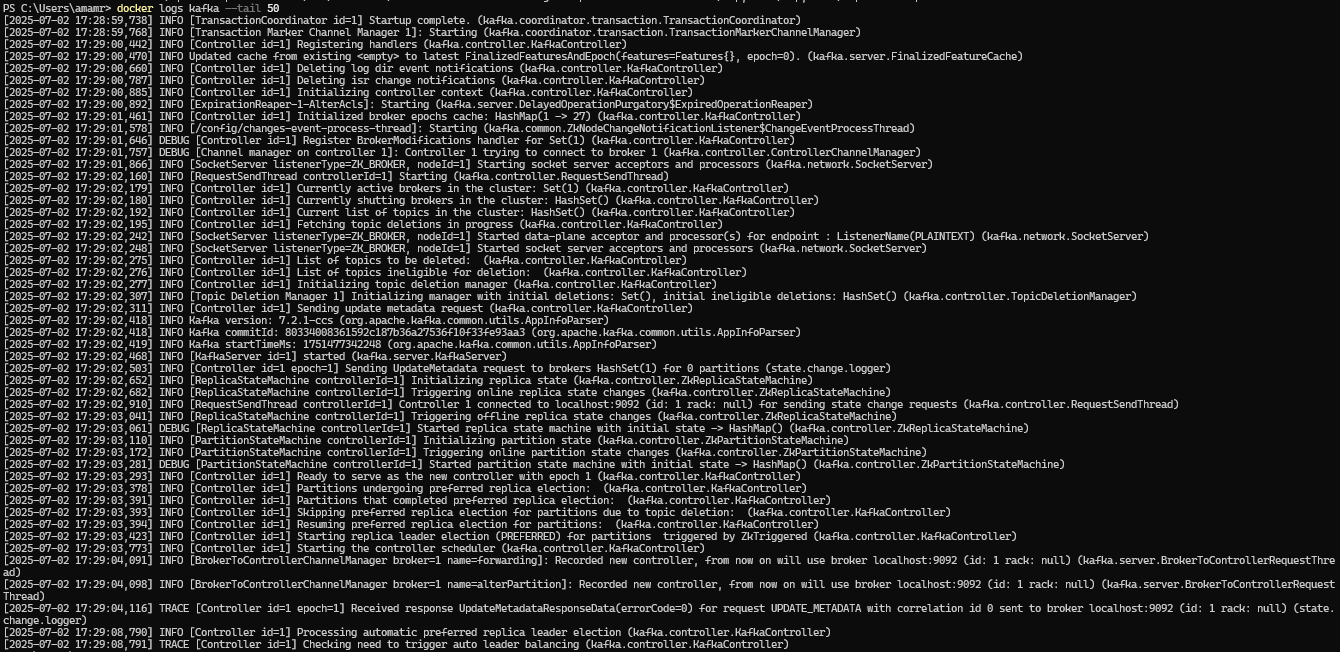 PS C:\Users\amamr> docker logs kafka --tail 50
[2025-07-02 17:28:59,738] INFO [TransactionCoordinator id=1] Startup complete. (kafka.coordinator.transaction.TransactionCoordinator)
[2025-07-02 17:28:59,768] INFO [Transaction Marker Channel Manager 1]: Starting (kafka.coordinator.transaction.TransactionMarkerChannelManager)
[2025-07-02 17:29:00,442] INFO [Controller id=1] Registering handlers (kafka.controller.KafkaController)
[2025-07-02 17:29:00,470] INFO Updated cache from existing <empty> to latest FinalizedFeaturesAndEpoch(features=Features{}, epoch=0). (kafka.server.FinalizedFeatureCache)
[2025-07-02 17:29:00,660] INFO [Controller id=1] Deleting log dir event notifications (kafka.controller.KafkaController)
[2025-07-02 17:29:00,787] INFO [Controller id=1] Deleting isr change notifications (kafka.controller.KafkaController)
[2025-07-02 17:29:00,885] INFO [Controller id=1] Initializing controller context (kafka.controller.KafkaController)
[2025-07-02 17:29:00,892] INFO [ExpirationReaper-1-AlterAcls]: Starting (kafka.server.DelayedOperationPurgatory$ExpiredOperationReaper)
[2025-07-02 17:29:01,461] INFO [Controller id=1] Initialized broker epochs cache: HashMap(1 -> 27) (kafka.controller.KafkaController)
[2025-07-02 17:29:01,578] INFO [/config/changes-event-process-thread]: Starting (kafka.common.ZkNodeChangeNotificationListener$ChangeEventProcessThread)
[2025-07-02 17:29:01,646] DEBUG [Controller id=1] Register BrokerModifications handler for Set(1) (kafka.controller.KafkaController)
[2025-07-02 17:29:01,757] DEBUG [Channel manager on controller 1]: Controller 1 trying to connect to broker 1 (kafka.controller.ControllerChannelManager)
[2025-07-02 17:29:01,866] INFO [SocketServer listenerType=ZK_BROKER, nodeId=1] Starting socket server acceptors and processors (kafka.network.SocketServer)
[2025-07-02 17:29:02,160] INFO [RequestSendThread controllerId=1] Starting (kafka.controller.RequestSendThread)
[2025-07-02 17:29:02,179] INFO [Controller id=1] Currently active brokers in the cluster: Set(1) (kafka.controller.KafkaController)
[2025-07-02 17:29:02,180] INFO [Controller id=1] Currently shutting brokers in the cluster: HashSet() (kafka.controller.KafkaController)
[2025-07-02 17:29:02,192] INFO [Controller id=1] Current list of topics in the cluster: HashSet() (kafka.controller.KafkaController)
[2025-07-02 17:29:02,195] INFO [Controller id=1] Fetching topic deletions in progress (kafka.controller.KafkaController)
[2025-07-02 17:29:02,242] INFO [SocketServer listenerType=ZK_BROKER, nodeId=1] Started data-plane acceptor and processor(s) for endpoint : ListenerName(PLAINTEXT) (kafka.network.SocketServer)
[2025-07-02 17:29:02,248] INFO [SocketServer listenerType=ZK_BROKER, nodeId=1] Started socket server acceptors and processors (kafka.network.SocketServer)
[2025-07-02 17:29:02,275] INFO [Controller id=1] List of topics to be deleted:  (kafka.controller.KafkaController)
[2025-07-02 17:29:02,276] INFO [Controller id=1] List of topics ineligible for deletion:  (kafka.controller.KafkaController)
[2025-07-02 17:29:02,277] INFO [Controller id=1] Initializing topic deletion manager (kafka.controller.KafkaController)
[2025-07-02 17:29:02,307] INFO [Topic Deletion Manager 1] Initializing manager with initial deletions: Set(), initial ineligible deletions: HashSet() (kafka.controller.TopicDeletionManager)
[2025-07-02 17:29:02,311] INFO [Controller id=1] Sending update metadata request (kafka.controller.KafkaController)
[2025-07-02 17:29:02,418] INFO Kafka version: 7.2.1-ccs (org.apache.kafka.common.utils.AppInfoParser)
[2025-07-02 17:29:02,418] INFO Kafka commitId: 80334008361592c187b36a27536f10f33fe93aa3 (org.apache.kafka.common.utils.AppInfoParser)
[2025-07-02 17:29:02,419] INFO Kafka startTimeMs: 1751477342248 (org.apache.kafka.common.utils.AppInfoParser)
[2025-07-02 17:29:02,468] INFO [KafkaServer id=1] started (kafka.server.KafkaServer)
[2025-07-02 17:29:02,503] INFO [Controller id=1 epoch=1] Sending UpdateMetadata request to brokers HashSet(1) for 0 partitions (state.change.logger)
[2025-07-02 17:29:02,652] INFO [ReplicaStateMachine controllerId=1] Initializing replica state (kafka.controller.ZkReplicaStateMachine)
[2025-07-02 17:29:02,682] INFO [ReplicaStateMachine controllerId=1] Triggering online replica state changes (kafka.controller.ZkReplicaStateMachine)
[2025-07-02 17:29:02,910] INFO [RequestSendThread controllerId=1] Controller 1 connected to localhost:9092 (id: 1 rack: null) for sending state change requests (kafka.controller.RequestSendThread)
[2025-07-02 17:29:03,041] INFO [ReplicaStateMachine controllerId=1] Triggering offline replica state changes (kafka.controller.ZkReplicaStateMachine)
[2025-07-02 17:29:03,061] DEBUG [ReplicaStateMachine controllerId=1] Started replica state machine with initial state -> HashMap() (kafka.controller.ZkReplicaStateMachine)
[2025-07-02 17:29:03,110] INFO [PartitionStateMachine controllerId=1] Initializing partition state (kafka.controller.ZkPartitionStateMachine)
[2025-07-02 17:29:03,172] INFO [PartitionStateMachine controllerId=1] Triggering online partition state changes (kafka.controller.ZkPartitionStateMachine)
[2025-07-02 17:29:03,281] DEBUG [PartitionStateMachine controllerId=1] Started partition state machine with initial state -> HashMap() (kafka.controller.ZkPartitionStateMachine)
[2025-07-02 17:29:03,293] INFO [Controller id=1] Ready to serve as the new controller with epoch 1 (kafka.controller.KafkaController)
[2025-07-02 17:29:03,378] INFO [Controller id=1] Partitions undergoing preferred replica election:  (kafka.controller.KafkaController)
[2025-07-02 17:29:03,391] INFO [Controller id=1] Partitions that completed preferred replica election:  (kafka.controller.KafkaController)
[2025-07-02 17:29:03,393] INFO [Controller id=1] Skipping preferred replica election for partitions due to topic deletion:  (kafka.controller.KafkaController)
[2025-07-02 17:29:03,394] INFO [Controller id=1] Resuming preferred replica election for partitions:  (kafka.controller.KafkaController)
[2025-07-02 17:29:03,423] INFO [Controller id=1] Starting replica leader election (PREFERRED) for partitions  triggered by ZkTriggered (kafka.controller.KafkaController)
[2025-07-02 17:29:03,773] INFO [Controller id=1] Starting the controller scheduler (kafka.controller.KafkaController)
[2025-07-02 17:29:04,091] INFO [BrokerToControllerChannelManager broker=1 name=forwarding]: Recorded new controller, from now on will use broker localhost:9092 (id: 1 rack: null) (kafka.server.BrokerToControllerRequestThre
ad)
[2025-07-02 17:29:04,098] INFO [BrokerToControllerChannelManager broker=1 name=alterPartition]: Recorded new controller, from now on will use broker localhost:9092 (id: 1 rack: null) (kafka.server.BrokerToControllerRequest
Thread)
[2025-07-02 17:29:04,116] TRACE [Controller id=1 epoch=1] Received response UpdateMetadataResponseData(errorCode=0) for request UPDATE_METADATA with correlation id 0 sent to broker localhost:9092 (id: 1 rack: null) (state.
change.logger)
[2025-07-02 17:29:08,790] INFO [Controller id=1] Processing automatic preferred replica leader election (kafka.controller.KafkaController)
[2025-07-02 17:29:08,791] TRACE [Controller id=1] Checking need to trigger auto leader balancing (kafka.controller.KafkaController)